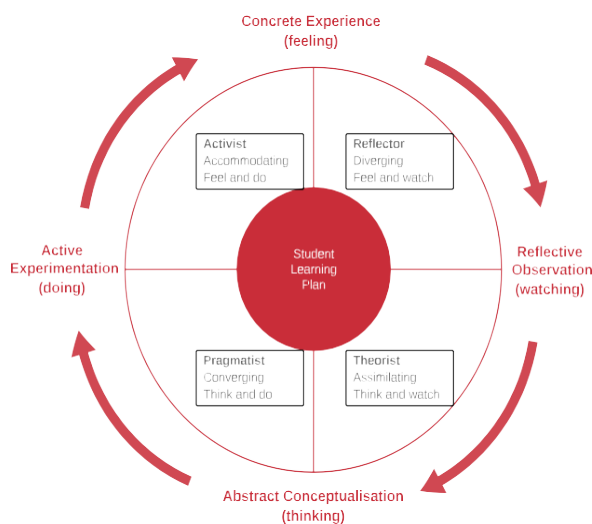 Concrete Experience
(feeling)
Activist
Accommodating
Feel and do
Reflector
Diverging
Feel and watch
Active
Experimentation
(doing)
Student
Learning
Plan
Reflective
Observation
(watching)
Pragmatist
Converging
Think and do
Theorist
Assimilating
Think and watch
Abstract Conceptualisation
(thinking)